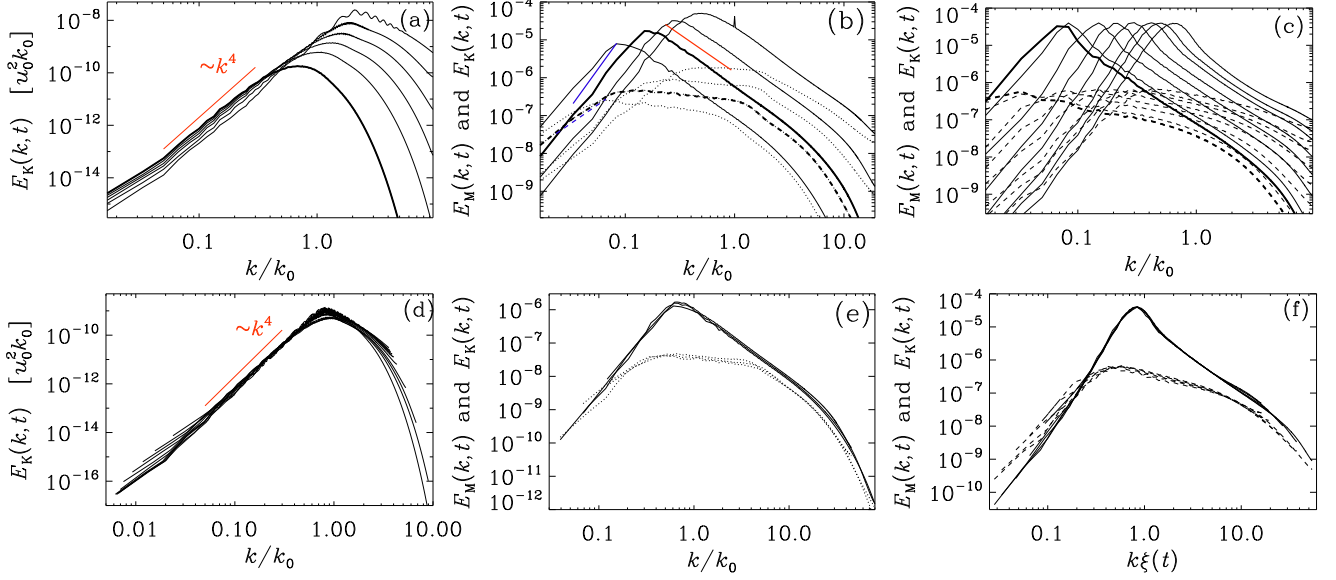 (a)
E_K(k,t) [u_0^2 k_0]
10^−8
10^−10
10^−12
10^−14
~k^4
0.1
1.0
k/k_0
(b)
E_M(k,t) and E_K(k,t)
10^−4
10^−5
10^−6
10^−7
10^−8
10^−9
0.1
1.0
10.0
k/k_0
(c)
E_M(k,t) and E_K(k,t)
10^−4
10^−5
10^−6
10^−7
10^−8
10^−9
0.1
1.0
k/k_0
(d)
E_K(k,t) [u_0^2 k_0]
10^−10
10^−12
10^−14
10^−16
~k^4
0.01
0.10
1.00
10.00
k/k_0
(e)
E_M(k,t) and E_K(k,t)
10^−6
10^−7
10^−8
10^−9
10^−10
10^−11
10^−12
0.1
1.0
10.0
k/k_0
(f)
E_M(k,t) and E_K(k,t)
10^−4
10^−6
10^−8
10^−10
0.1
1.0
10.0
kξ(t)